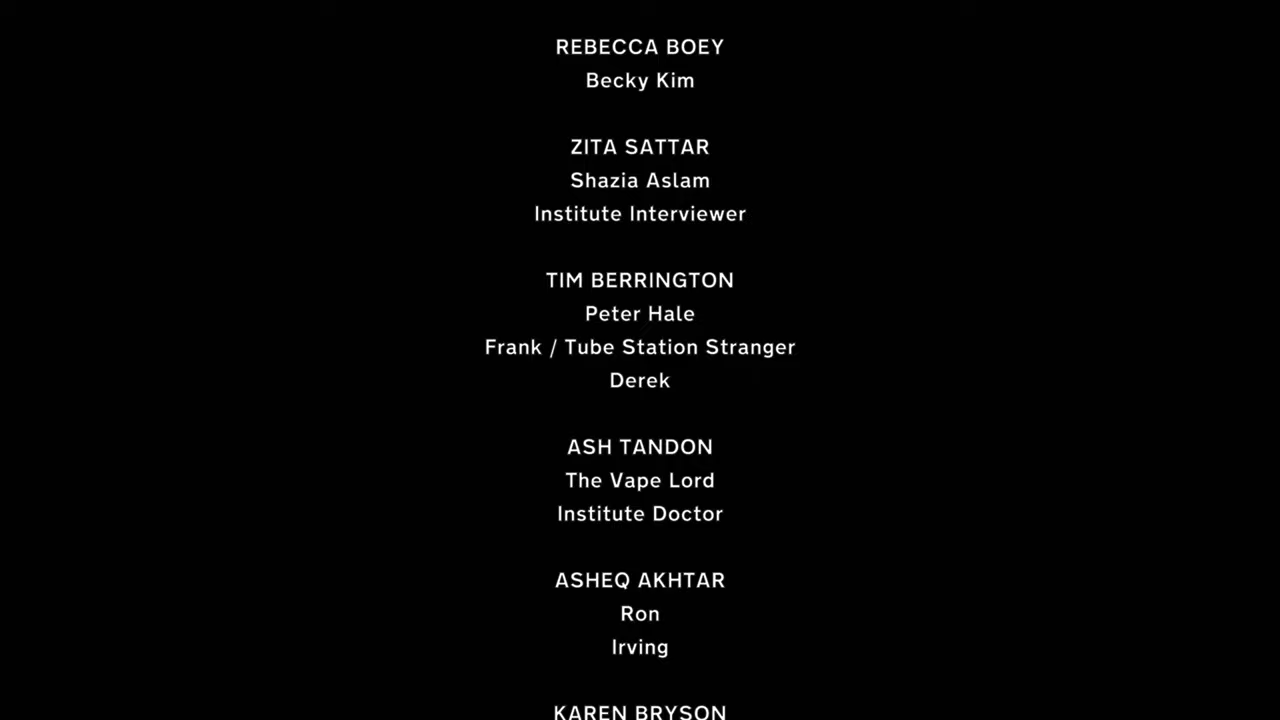 REBECCA BOEY
Becky Kim
ZITA SATTAR
Shazia Aslam
Institute Interviewer
TIM BERRINGTON
Peter Hale
Frank / Tube Station Stranger
Derek
ASH TANDON
The Vape Lord
Institute Doctor
ASHEQ AKHTAR
Ron
Irving
KAREN BRYSON